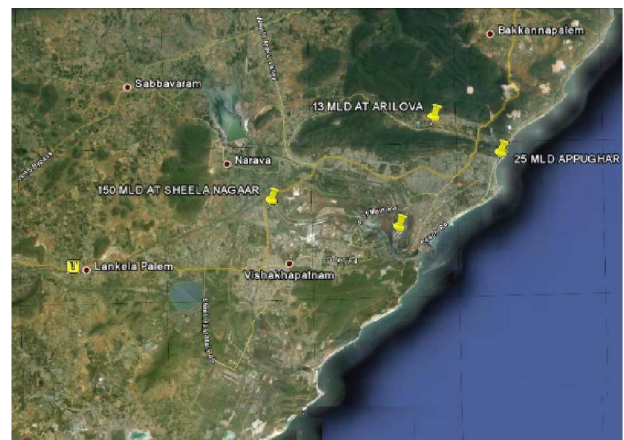 Bakkannapalem
Sabbavaram
13 MLD AT ARILOVA
25 MLD APPUGHAR
Narava
150 MLD AT SHEELA NAGAAR
Lankela Palem
Vishakhapatnam